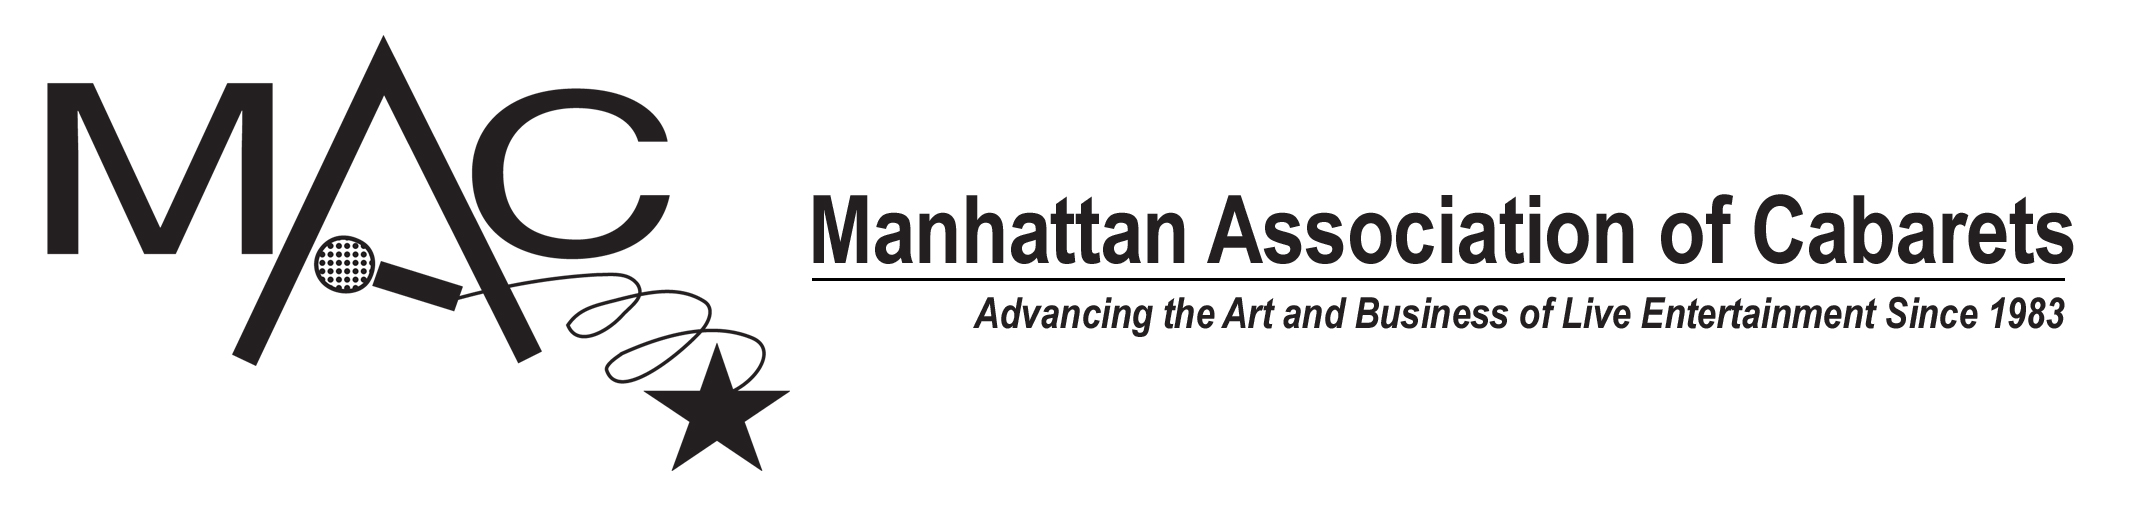 MAC
Manhattan Association of Cabarets
Advancing the Art and Business of Live Entertainment Since 1983